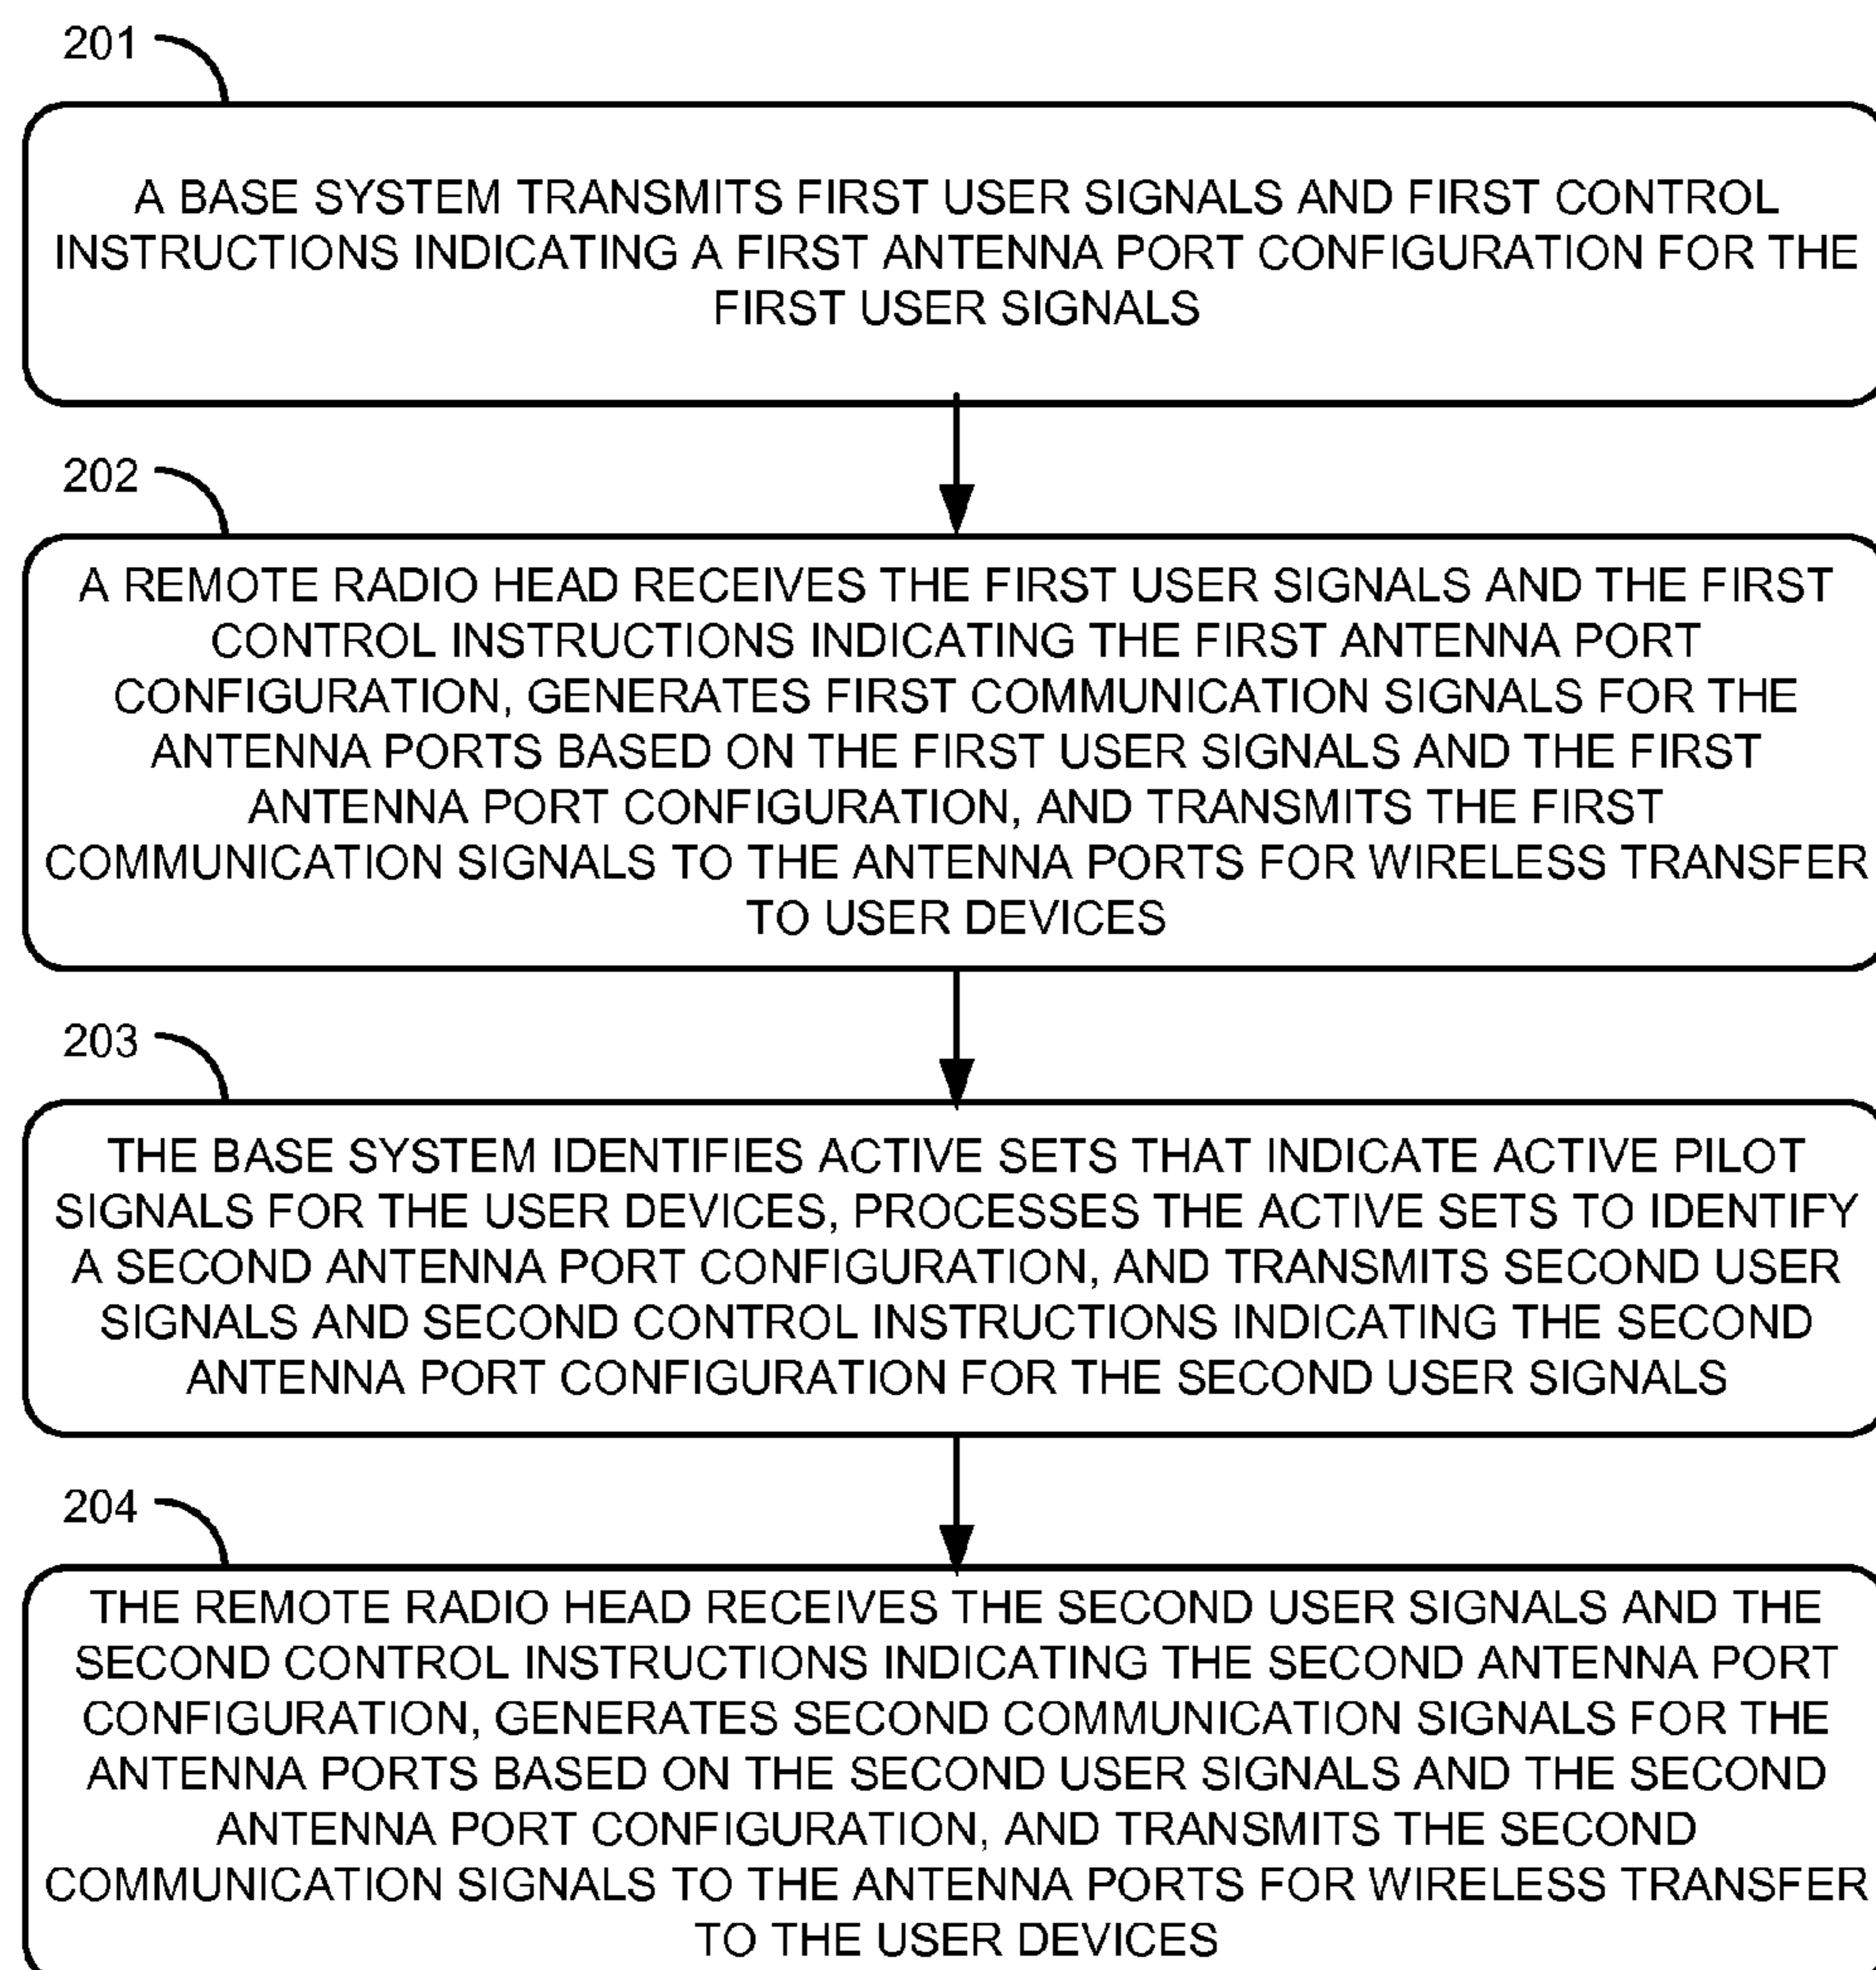 201
A BASE SYSTEM TRANSMITS FIRST USER SIGNALS AND FIRST CONTROL
INSTRUCTIONS INDICATING A FIRST ANTENNA PORT CONFIGURATION FOR THE
FIRST USER SIGNALS
202
A REMOTE RADIO HEAD RECEIVES THE FIRST USER SIGNALS AND THE FIRST
CONTROL INSTRUCTIONS INDICATING THE FIRST ANTENNA PORT
CONFIGURATION, GENERATES FIRST COMMUNICATION SIGNALS FOR THE
ANTENNA PORTS BASED ON THE FIRST USER SIGNALS AND THE FIRST
ANTENNA PORT CONFIGURATION, AND TRANSMITS THE FIRST
COMMUNICATION SIGNALS TO THE ANTENNA PORTS FOR WIRELESS TRANSFER
TO USER DEVICES
203
THE BASE SYSTEM IDENTIFIES ACTIVE SETS THAT INDICATE ACTIVE PILOT
SIGNALS FOR THE USER DEVICES, PROCESSES THE ACTIVE SETS TO IDENTIFY
A SECOND ANTENNA PORT CONFIGURATION, AND TRANSMITS SECOND USER
SIGNALS AND SECOND CONTROL INSTRUCTIONS INDICATING THE SECOND
ANTENNA PORT CONFIGURATION FOR THE SECOND USER SIGNALS
204
THE REMOTE RADIO HEAD RECEIVES THE SECOND USER SIGNALS AND THE
SECOND CONTROL INSTRUCTIONS INDICATING THE SECOND ANTENNA PORT
CONFIGURATION, GENERATES SECOND COMMUNICATION SIGNALS FOR THE
ANTENNA PORTS BASED ON THE SECOND USER SIGNALS AND THE SECOND
ANTENNA PORT CONFIGURATION, AND TRANSMITS THE SECOND
COMMUNICATION SIGNALS TO THE ANTENNA PORTS FOR WIRELESS TRANSFER
TO THE USER DEVICES